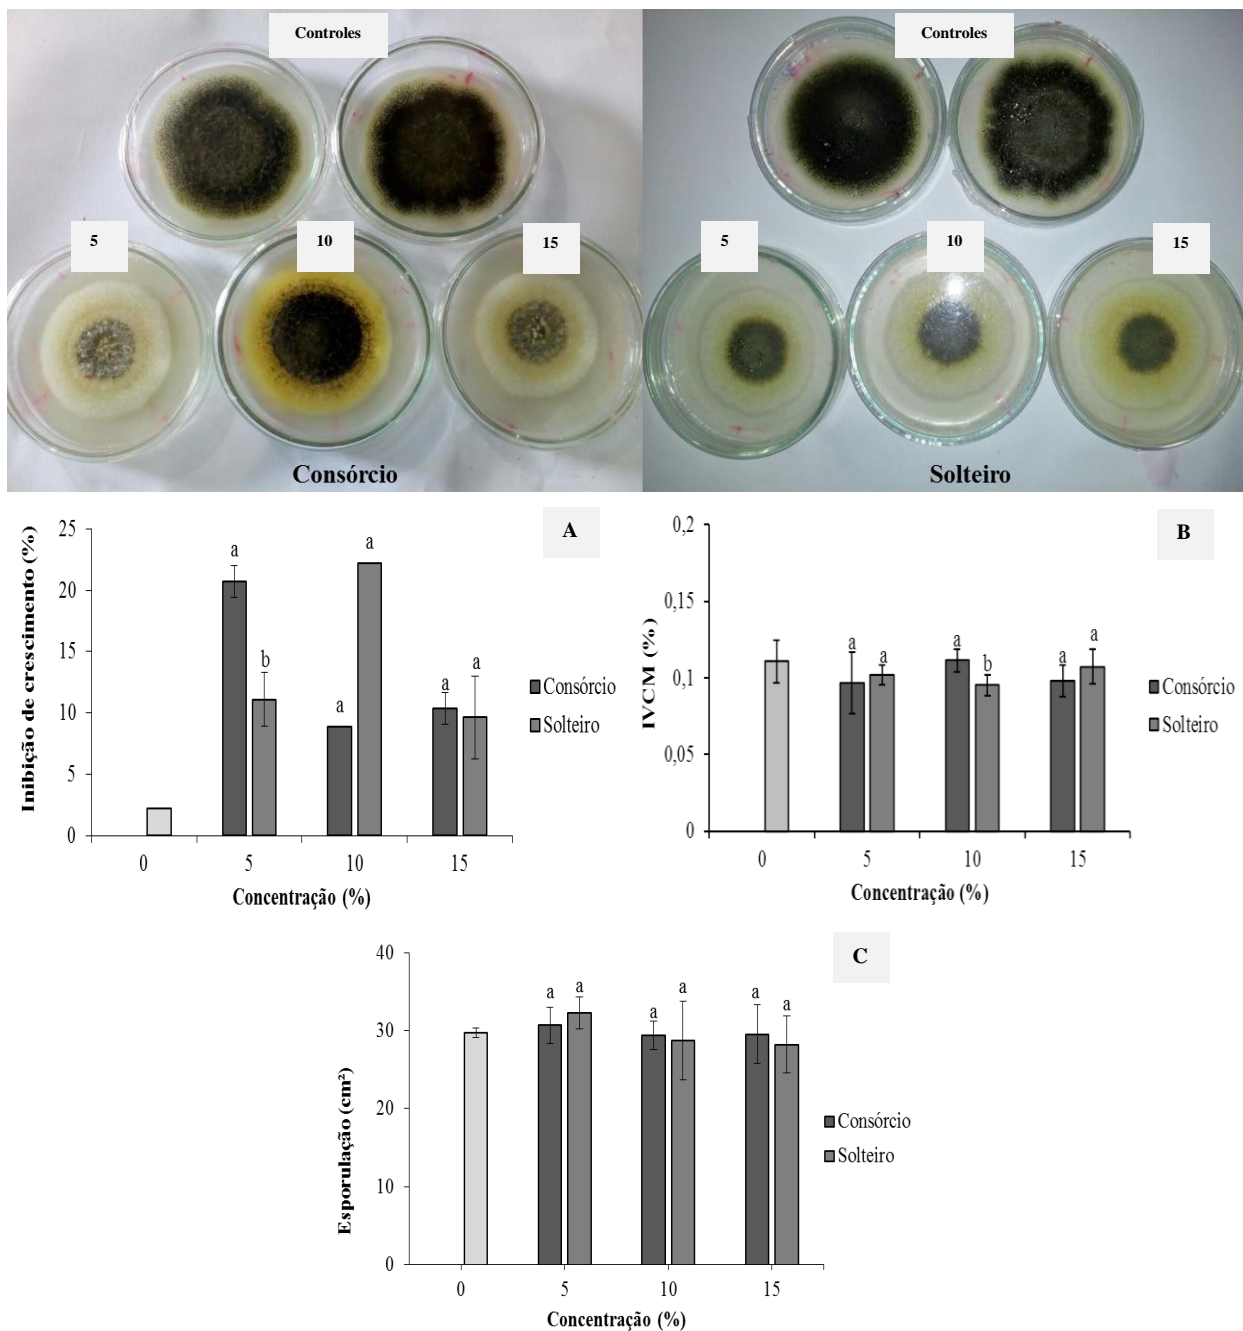 Controles
Controles
5
10
15
5
10
15
Consórcio
Solteiro
A
Inibição de crescimento (%)
25
20
15
10
5
0
a
b
a
a
a
a
0
5
10
15
Concentração (%)
Consórcio
Solteiro
B
IVCM (%)
0,2
0,15
0,1
0,05
0
a
a
a
b
a
a
0
5
10
15
Concentração (%)
Consórcio
Solteiro
C
Esporulação (cm²)
40
30
20
10
0
a
a
a
a
a
a
0
5
10
15
Concentração (%)
Consórcio
Solteiro